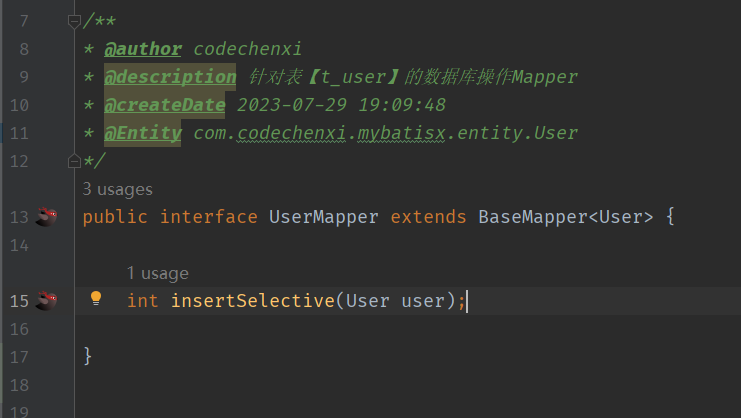 7 /**
8 * @author codechenxi
9 * @description 针对表【t_user】的数据库操作Mapper
10 * @createDate 2023-07-29 19:09:48
11 * @Entity com.codechenxi.mybatisx.entity.User
12 */
3 usages
13 public interface UserMapper extends BaseMapper<User> {
14
1 usage
15 int insertSelective(User user);
16
17 }
18
19